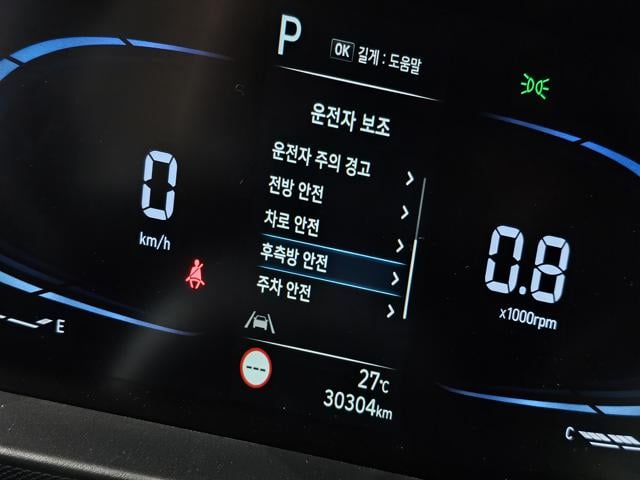 P
OK 길게 : 도움말
운전자 보조
운전자 주의 경고
전방 안전
차로 안전
후측방 안전
주차 안전
0
km/h
0.8
x1000rpm
E
---
27℃
30304km
C